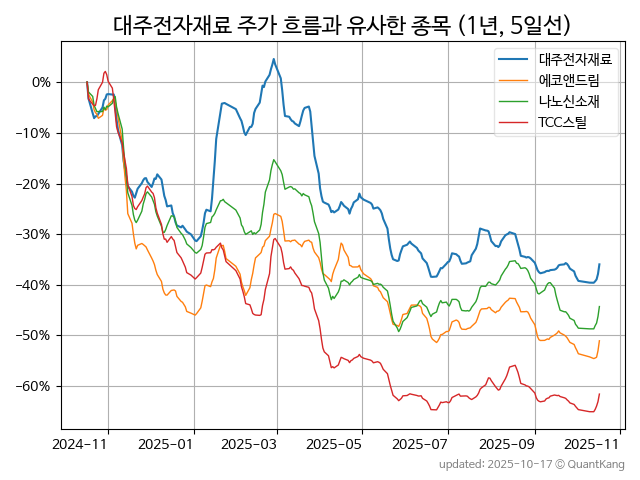 대주전자재료 주가 흐름과 유사한 종목 (1년, 5일선)
대주전자재료
에코앤드림
나노신소재
TCC스틸
0%
−10%
−20%
−30%
−40%
−50%
−60%
2024-11
2025-01
2025-03
2025-05
2025-07
2025-09
2025-11
updated: 2025-10-17 © QuantKang